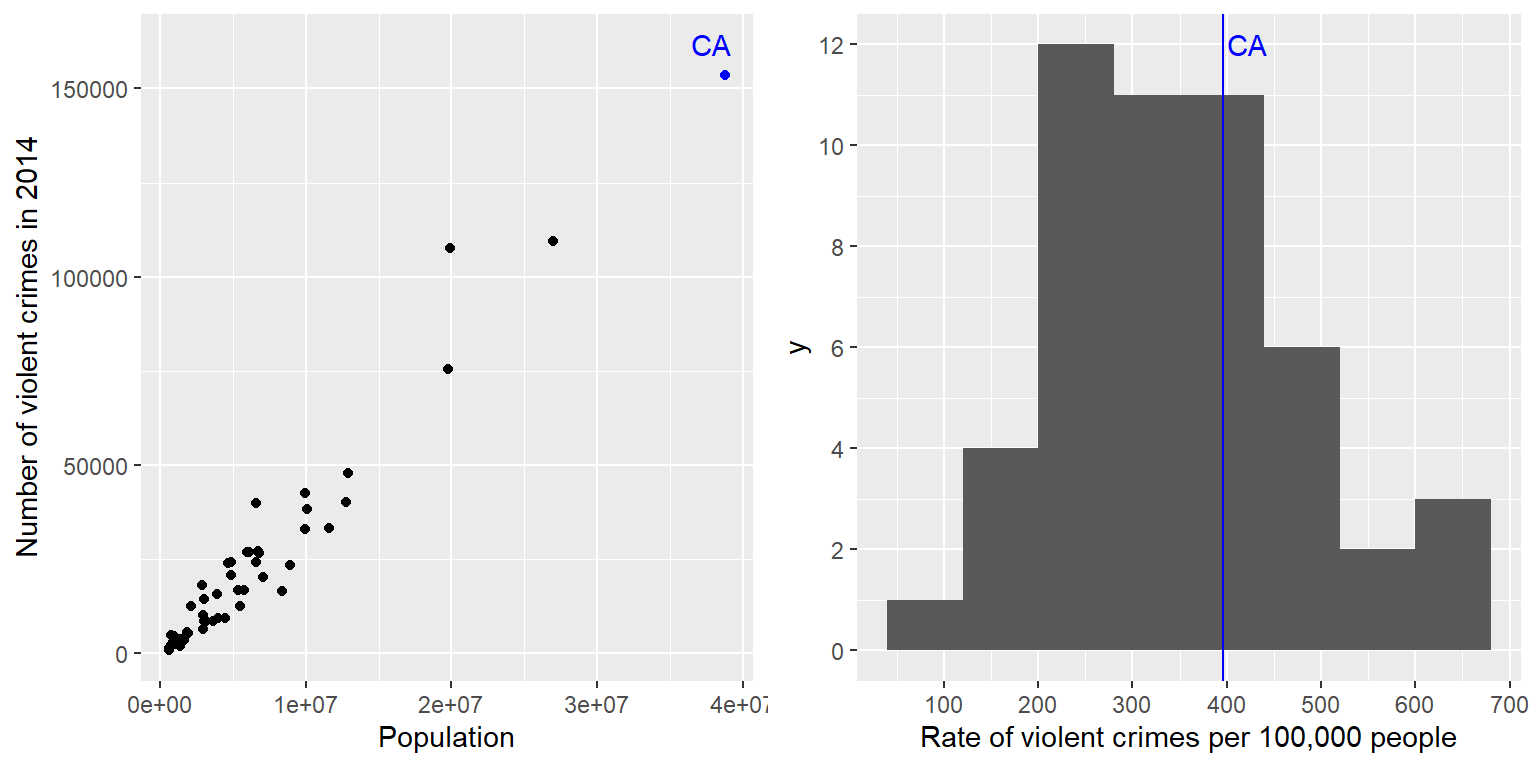 Number of violent crimes in 2014
150000
100000
50000
0
CA
0e+00 1e+07 2e+07 3e+07 4e+07
Population
y
12
10
8
6
4
2
0
CA
100 200 300 400 500 600 700
Rate of violent crimes per 100,000 people